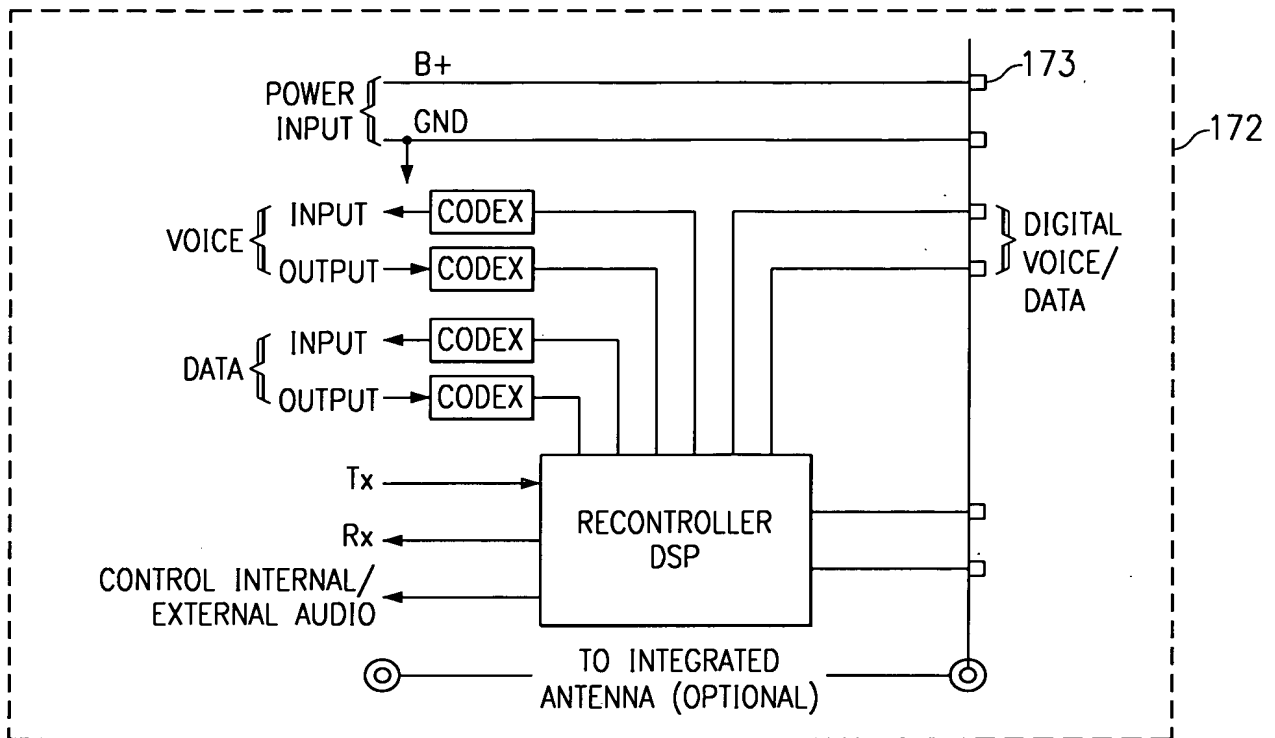 B+
173
POWER
INPUT
GND
172
INPUT
CODEX
VOICE
OUTPUT
CODEX
DIGITAL
VOICE/
DATA
INPUT
CODEX
DATA
OUTPUT
CODEX
Tx
Rx
RECONTROLLER
DSP
CONTROL INTERNAL/
EXTERNAL AUDIO
TO INTEGRATED
ANTENNA (OPTIONAL)